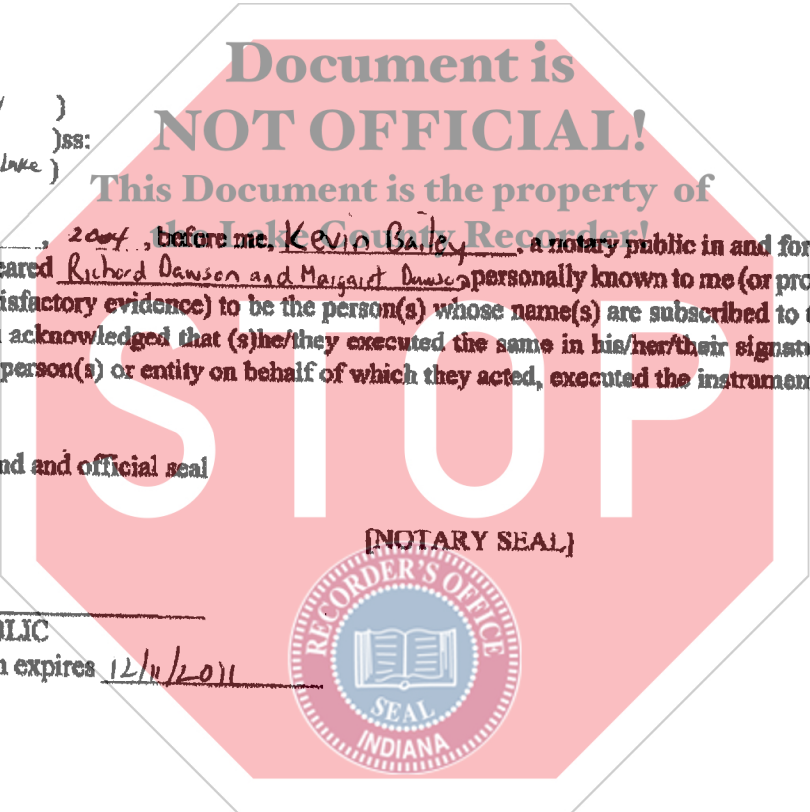 Document is
NOT OFFICIAL!
This Document is the property of
the Lake County Recorder!
)
)ss:
Lake )
, 2004, before me, Kevin Bailey, a notary public in and for
eared Richard Dawson and Margaret Dawson personally known to me (or pro
isfactory evidence) to be the person(s) whose name(s) are subscribed to t
acknowledged that (s)he/they executed the same in his/her/their signatu
person(s) or entity on behalf of which they acted, executed the instrumen
STOP
nd and official seal
[NOTARY SEAL]
RECORDER'S OFFICE
SEAL
INDIANA
LIC
n expires 12/11/2011